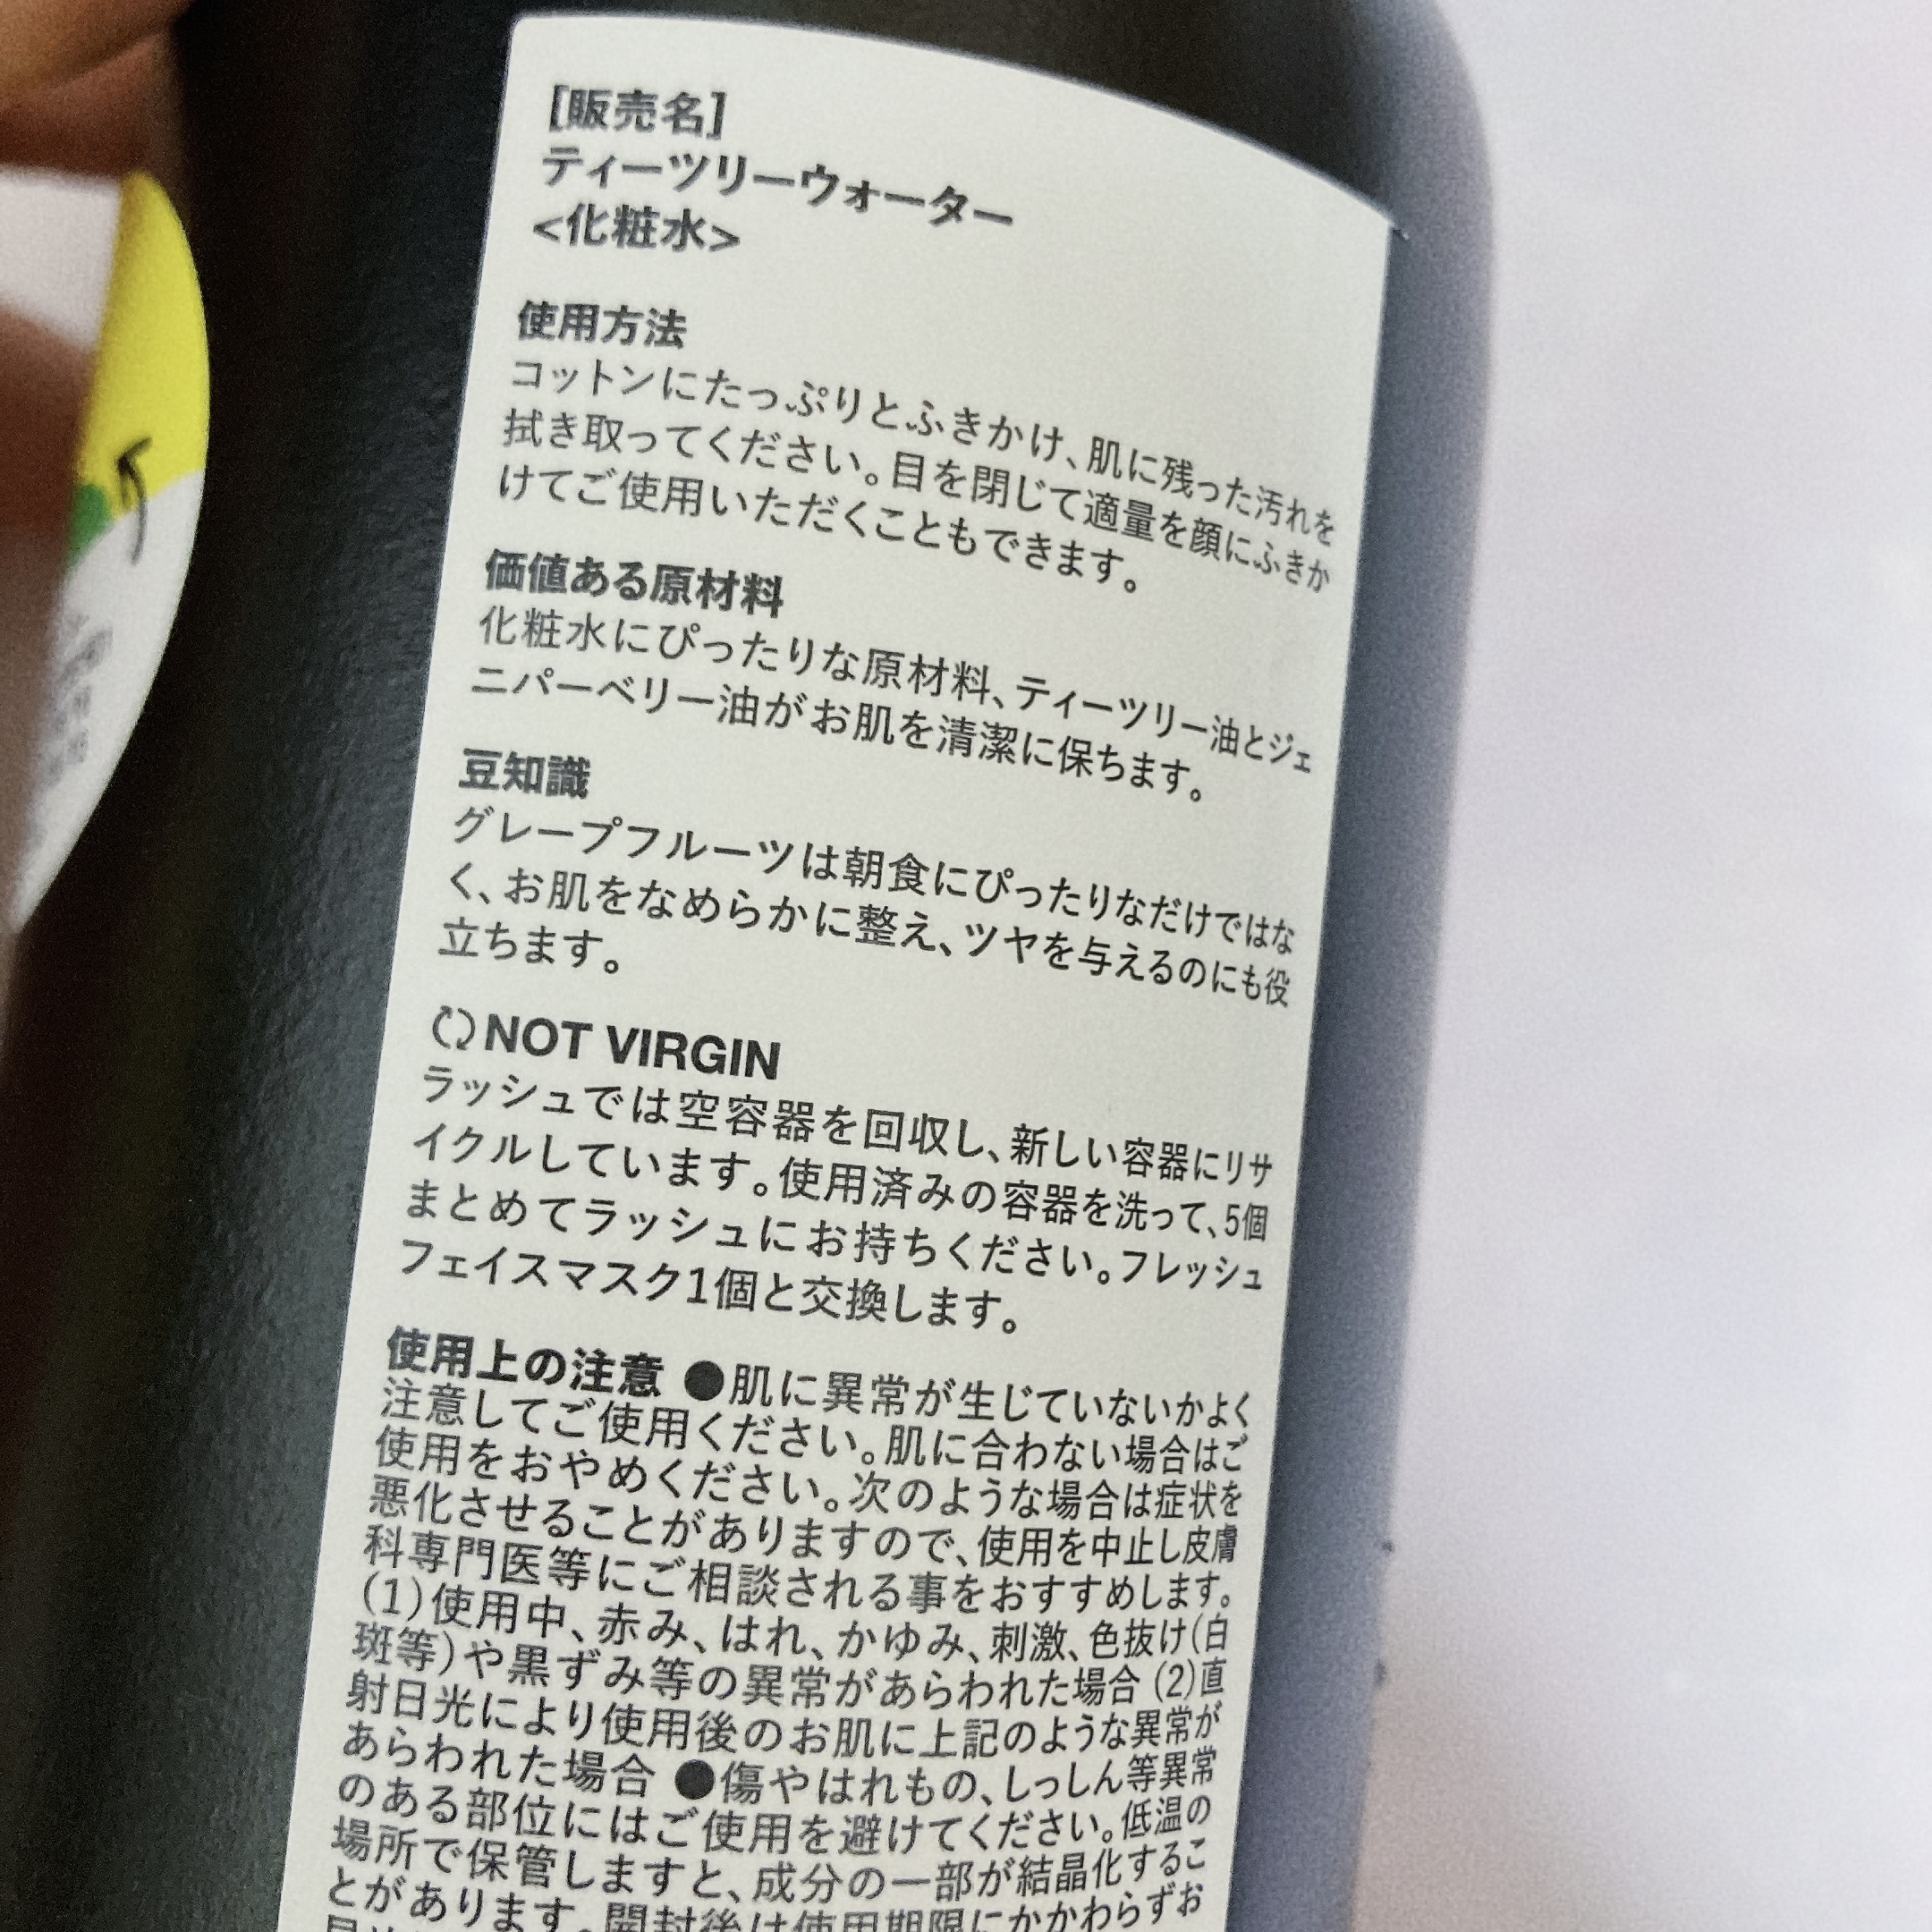 [販売名]
ティーツリーウォーター
<化粧水>
使用方法
コットンにたっぷりとふきかけ、肌に残った汚れを
拭き取ってください。目を閉じて適量を顔にふきか
けてご使用いただくこともできます。
価値ある原材料
化粧水にぴったりな原材料、ティーツリー油とジェ
ニパーベリー油がお肌を清潔に保ちます。
豆知識
グレープフルーツは朝食にぴったりなだけではな
く、お肌をなめらかに整え、ツヤを与えるのにも役
立ちます。
NOT VIRGIN
ラッシュでは空容器を回収し、新しい容器にリサ
イクルしています。使用済みの容器を洗って、5個
まとめてラッシュにお持ちください。フレッシュ
フェイスマスク1個と交換します。
使用上の注意 ●肌に異常が生じていないかよく
注意してご使用ください。肌に合わない場合はご
使用をおやめください。次のような場合は症状を
悪化させることがありますので、使用を中止し皮膚
科専門医等にご相談される事をおすすめします。
(1)使用中、赤み、はれ、かゆみ、刺激、色抜け(白
斑等)や黒ずみ等の異常があらわれた場合 (2)直
射日光により使用後のお肌に上記のような異常が
あらわれた場合 ●傷やはれもの、しっしん等異常
のある部位にはご使用を避けてください。低温の
場所で保管しますと、成分の一部が結晶化するこ
とがあります。開封後は使用期限にかかわらずお